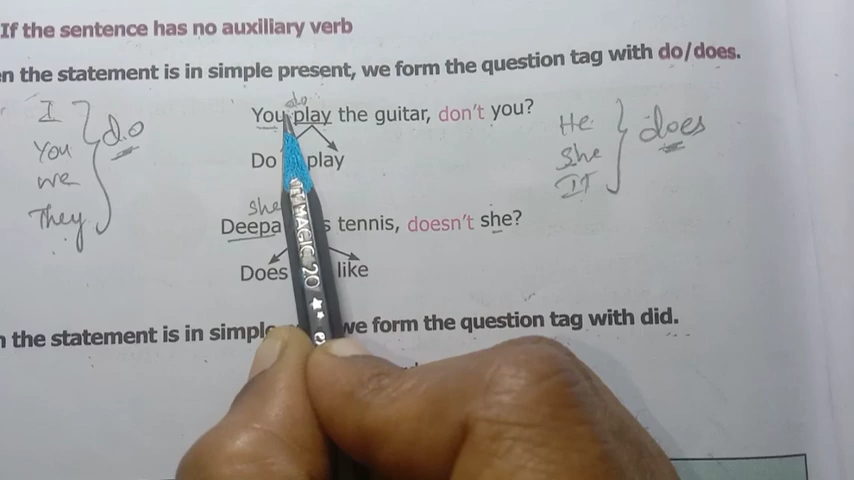 If the sentence has no auxiliary verb
n the statement is in simple present, we form the question tag with do/does.
I
You
we
They
do
do
You play the guitar, don't you?
Do play
He
She
IT
does
she
Deepa s tennis, doesn't she?
Does like
n the statement is in simple we form the question tag with did.
MAGIC 20